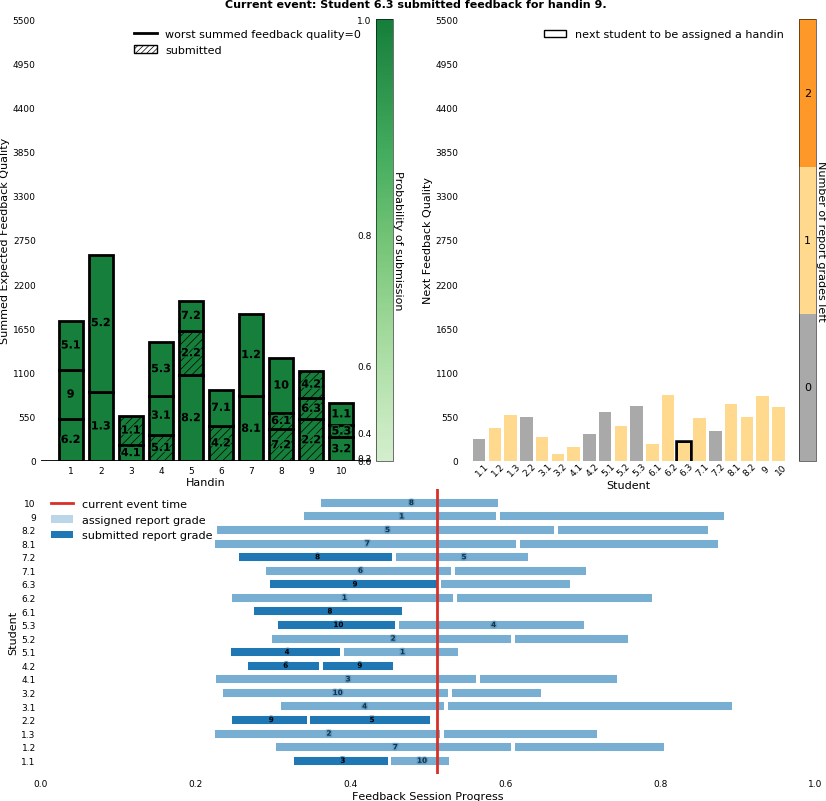 Current event: Student 6.3 submitted feedback for handin 9.
Summed Expected Feedback Quality
5500
4950
4400
3850
3300
2750
2200
1650
1100
550
0
worst summed feedback quality=0
submitted
5.1
9
6.2
5.2
1.3
1.1
4.1
5.3
3.1
5.1
7.2
2.2
8.2
7.1
4.2
1.2
8.1
10
6.1
7.2
4.2
6.3
2.2
1.1
5.3
3.2
1 2 3 4 5 6 7 8 9 10
Handin
1.0
0.8
0.6
0.4
0.2
0.0
Probability of submission
Next Feedback Quality
5500
4950
4400
3850
3300
2750
2200
1650
1100
550
0
next student to be assigned a handin
1.1 1.2 1.3 2.2 3.1 3.2 4.1 4.2 5.1 5.2 5.3 6.1 6.2 6.3 7.1 7.2 8.1 8.2 9 10
Student
2
1
0
Number of report grades left
current event time
assigned report grade
submitted report grade
Student
10 8
9 1
8.2 5
8.1 7
7.2 8 5
7.1 6
6.3 9
6.2 1
6.1 8
5.3 10 4
5.2 2
5.1 4 1
4.2 6 9
4.1 3
3.2 10
3.1 4
2.2 9 5
1.3 2
1.2 7
1.1 3 10
0.0 0.2 0.4 0.6 0.8 1.0
Feedback Session Progress